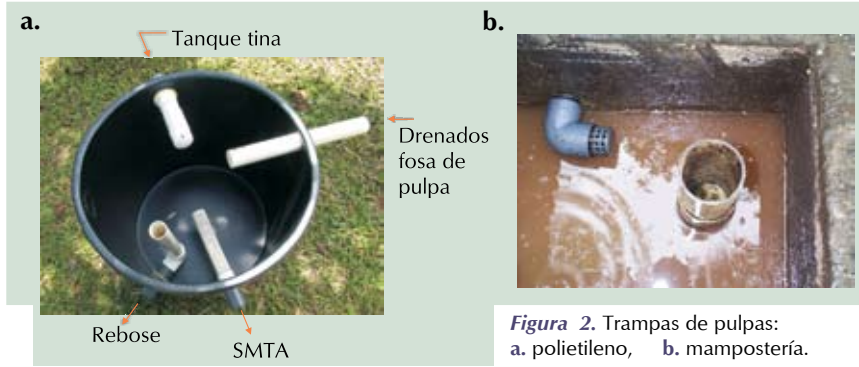 a.
Tanque tina
Drenados
fosa de
pulpa
Rebose
SMTA
b.
Figura 2. Trampas de pulpas:
a. polietileno, b. mampostería.